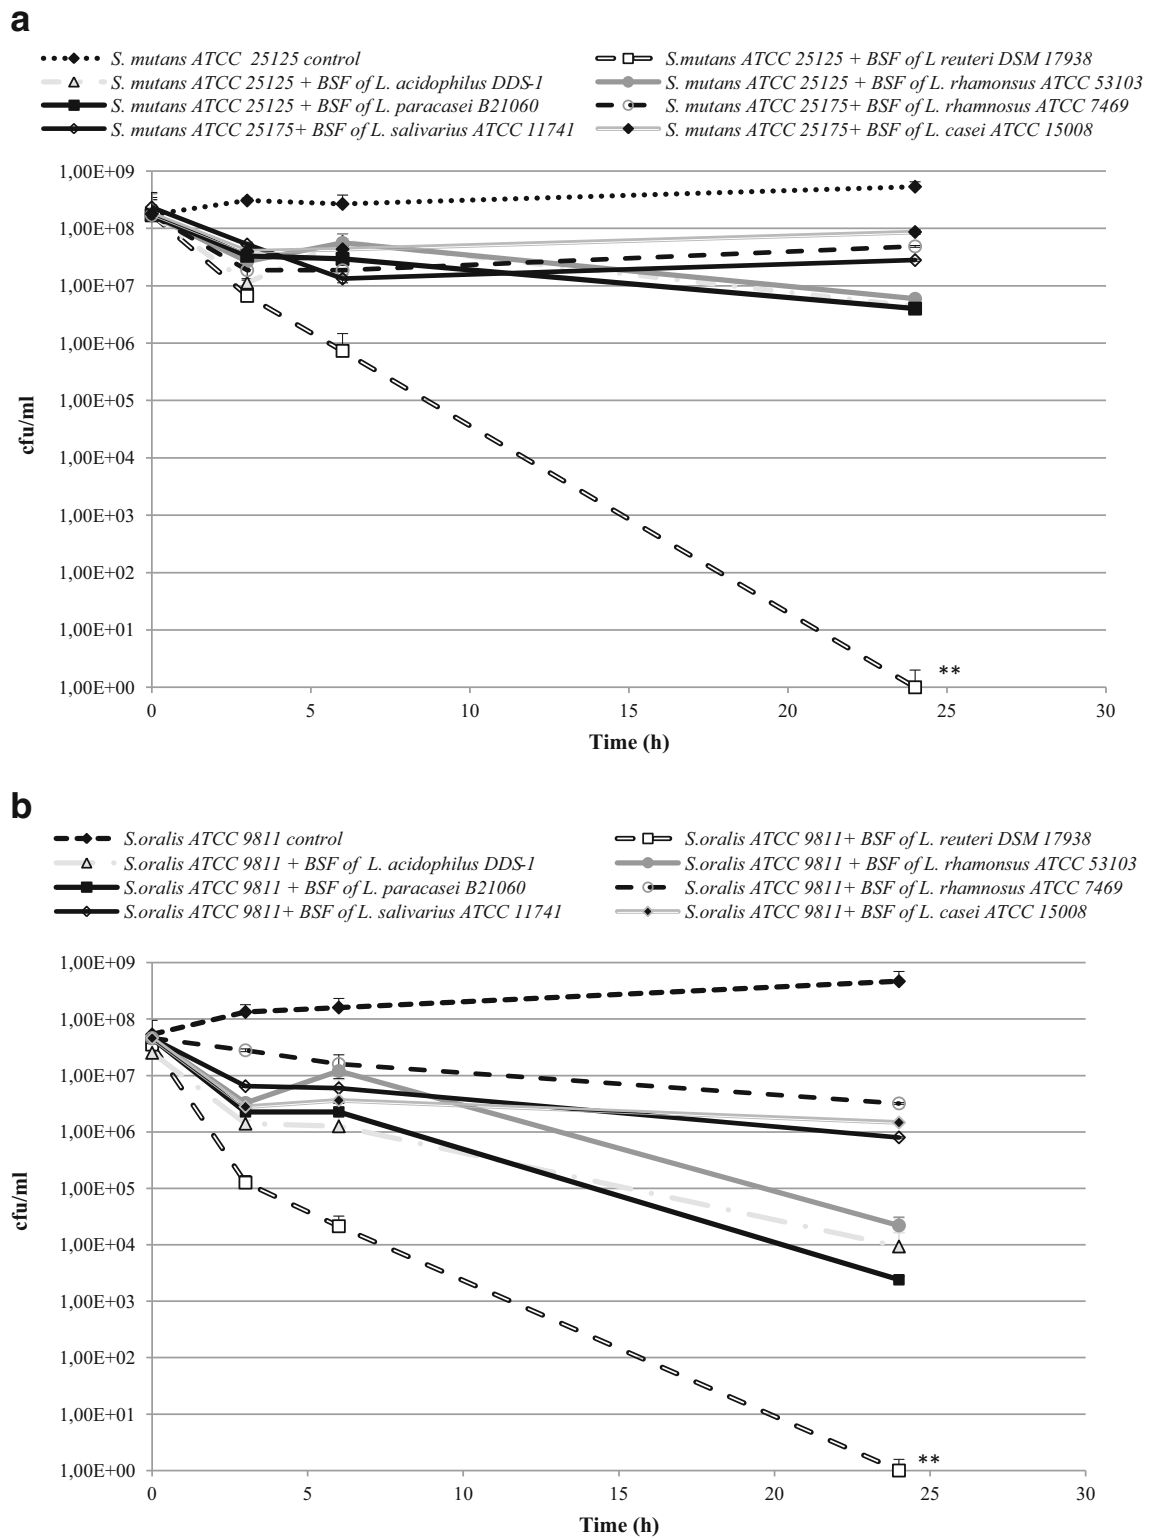 a
S. mutans ATCC 25125 control
S.mutans ATCC 25125 + BSF of L reuteri DSM 17938
S. mutans ATCC 25125 + BSF of L. acidophilus DDS-1
S. mutans ATCC 25125 + BSF of L. rhamonsus ATCC 53103
S. mutans ATCC 25125 + BSF of L. paracasei B21060
S. mutans ATCC 25175+ BSF of L. rhamnosus ATCC 7469
S. mutans ATCC 25175+ BSF of L. salivarius ATCC 11741
S. mutans ATCC 25175+ BSF of L. casei ATCC 15008
1,00E+09
1,00E+08
1,00E+07
1,00E+06
1,00E+05
1,00E+04
1,00E+03
1,00E+02
1,00E+01
1,00E+00
cfu/ml
**
0 5 10 15 20 25 30
Time (h)
b
S.oralis ATCC 9811 control
S.oralis ATCC 9811+ BSF of L. reuteri DSM 17938
S.oralis ATCC 9811 + BSF of L. acidophilus DDS-1
S.oralis ATCC 9811 + BSF of L. rhamonsus ATCC 53103
S.oralis ATCC 9811 + BSF of L. paracasei B21060
S.oralis ATCC 9811+ BSF of L. rhamnosus ATCC 7469
S.oralis ATCC 9811+ BSF of L. salivarius ATCC 11741
S.oralis ATCC 9811+ BSF of L. casei ATCC 15008
1,00E+09
1,00E+08
1,00E+07
1,00E+06
1,00E+05
1,00E+04
1,00E+03
1,00E+02
1,00E+01
1,00E+00
cfu/ml
**
0 5 10 15 20 25 30
Time (h)